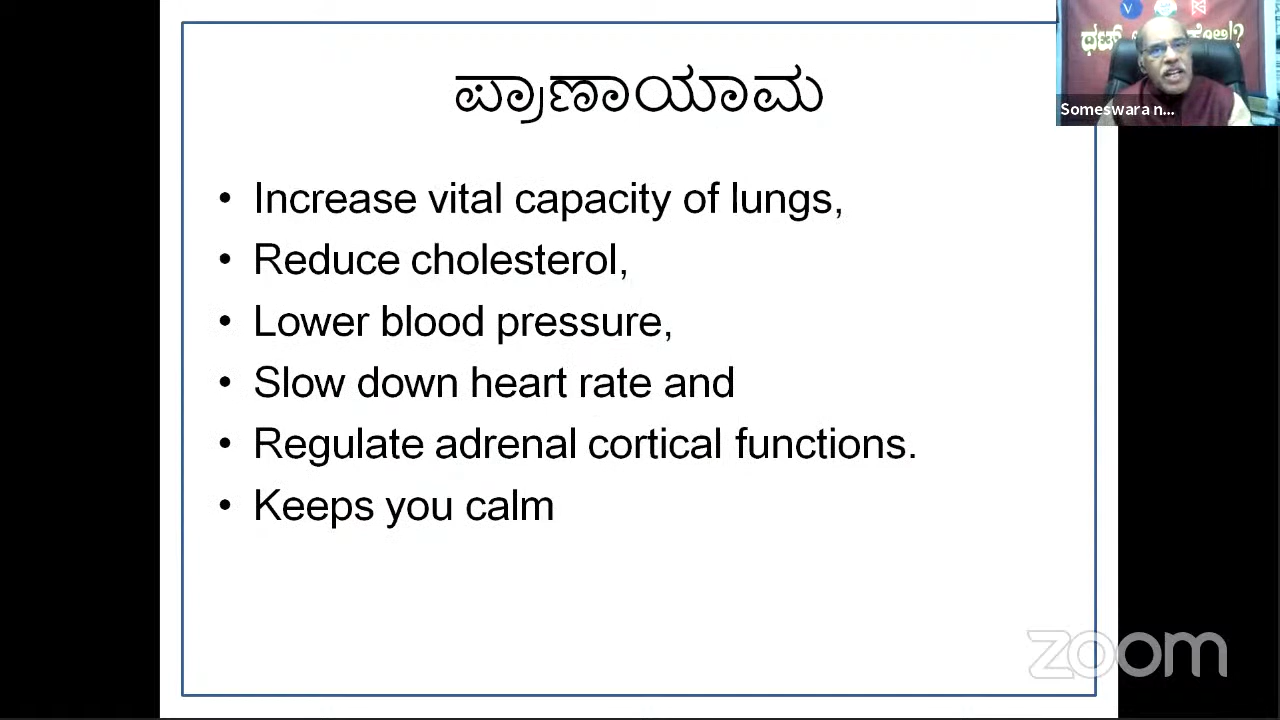 ಪ್ರಾಣಾಯಾಮ
• Increase vital capacity of lungs,
• Reduce cholesterol,
• Lower blood pressure,
• Slow down heart rate and
• Regulate adrenal cortical functions.
• Keeps you calm
Someswara n...
zoom